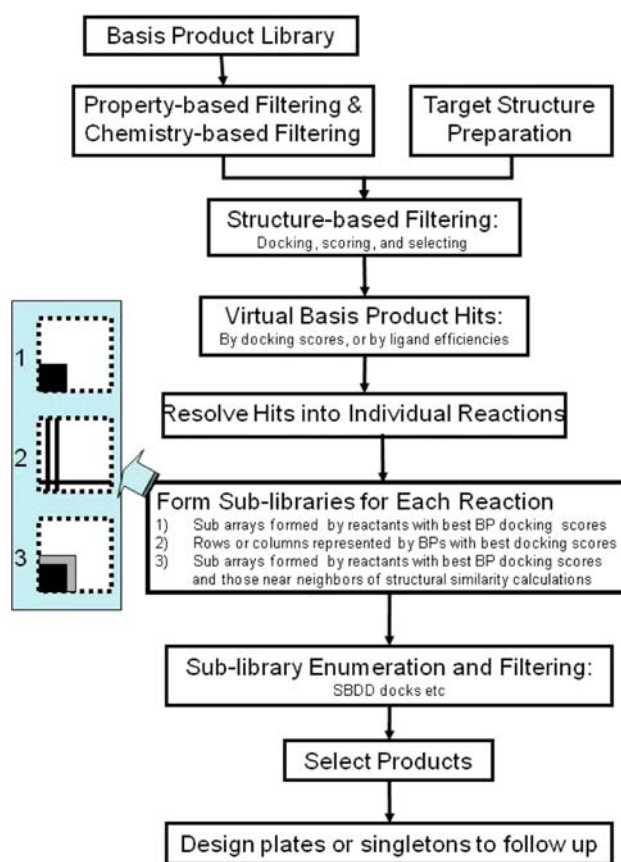 Basis Product Library
Property-based Filtering &
Chemistry-based Filtering
Target Structure
Preparation
Structure-based Filtering:
Docking, scoring, and selecting
Virtual Basis Product Hits:
By docking scores, or by ligand efficiencies
Resolve Hits into Individual Reactions
1
2
3
Form Sub-libraries for Each Reaction
1) Sub arrays formed by reactants with best BP docking scores
2) Rows or columns represented by BPs with best docking scores
3) Sub arrays formed by reactants with best BP docking scores
and those near neighbors of structural similarity calculations
Sub-library Enumeration and Filtering:
SBDD docks etc
Select Products
Design plates or singletons to follow up